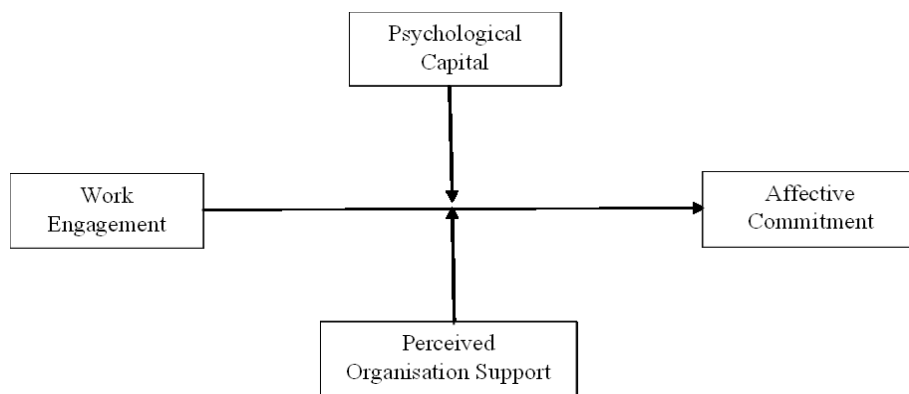 Psychological
Capital
Work
Engagement
Affective
Commitment
Perceived
Organisation Support